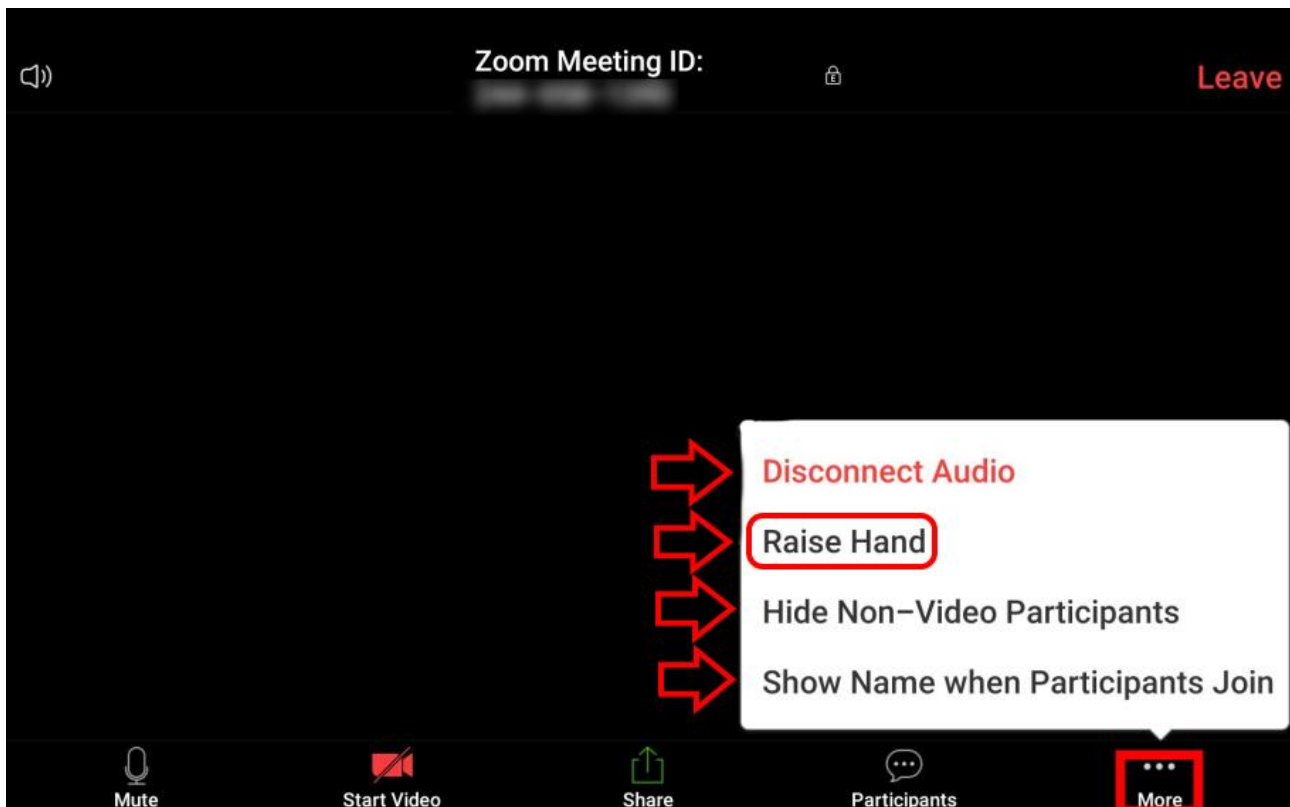 Zoom Meeting ID:
Leave
Disconnect Audio
Raise Hand
Hide Non-Video Participants
Show Name when Participants Join
Mute
Start Video
Share
Participants
More